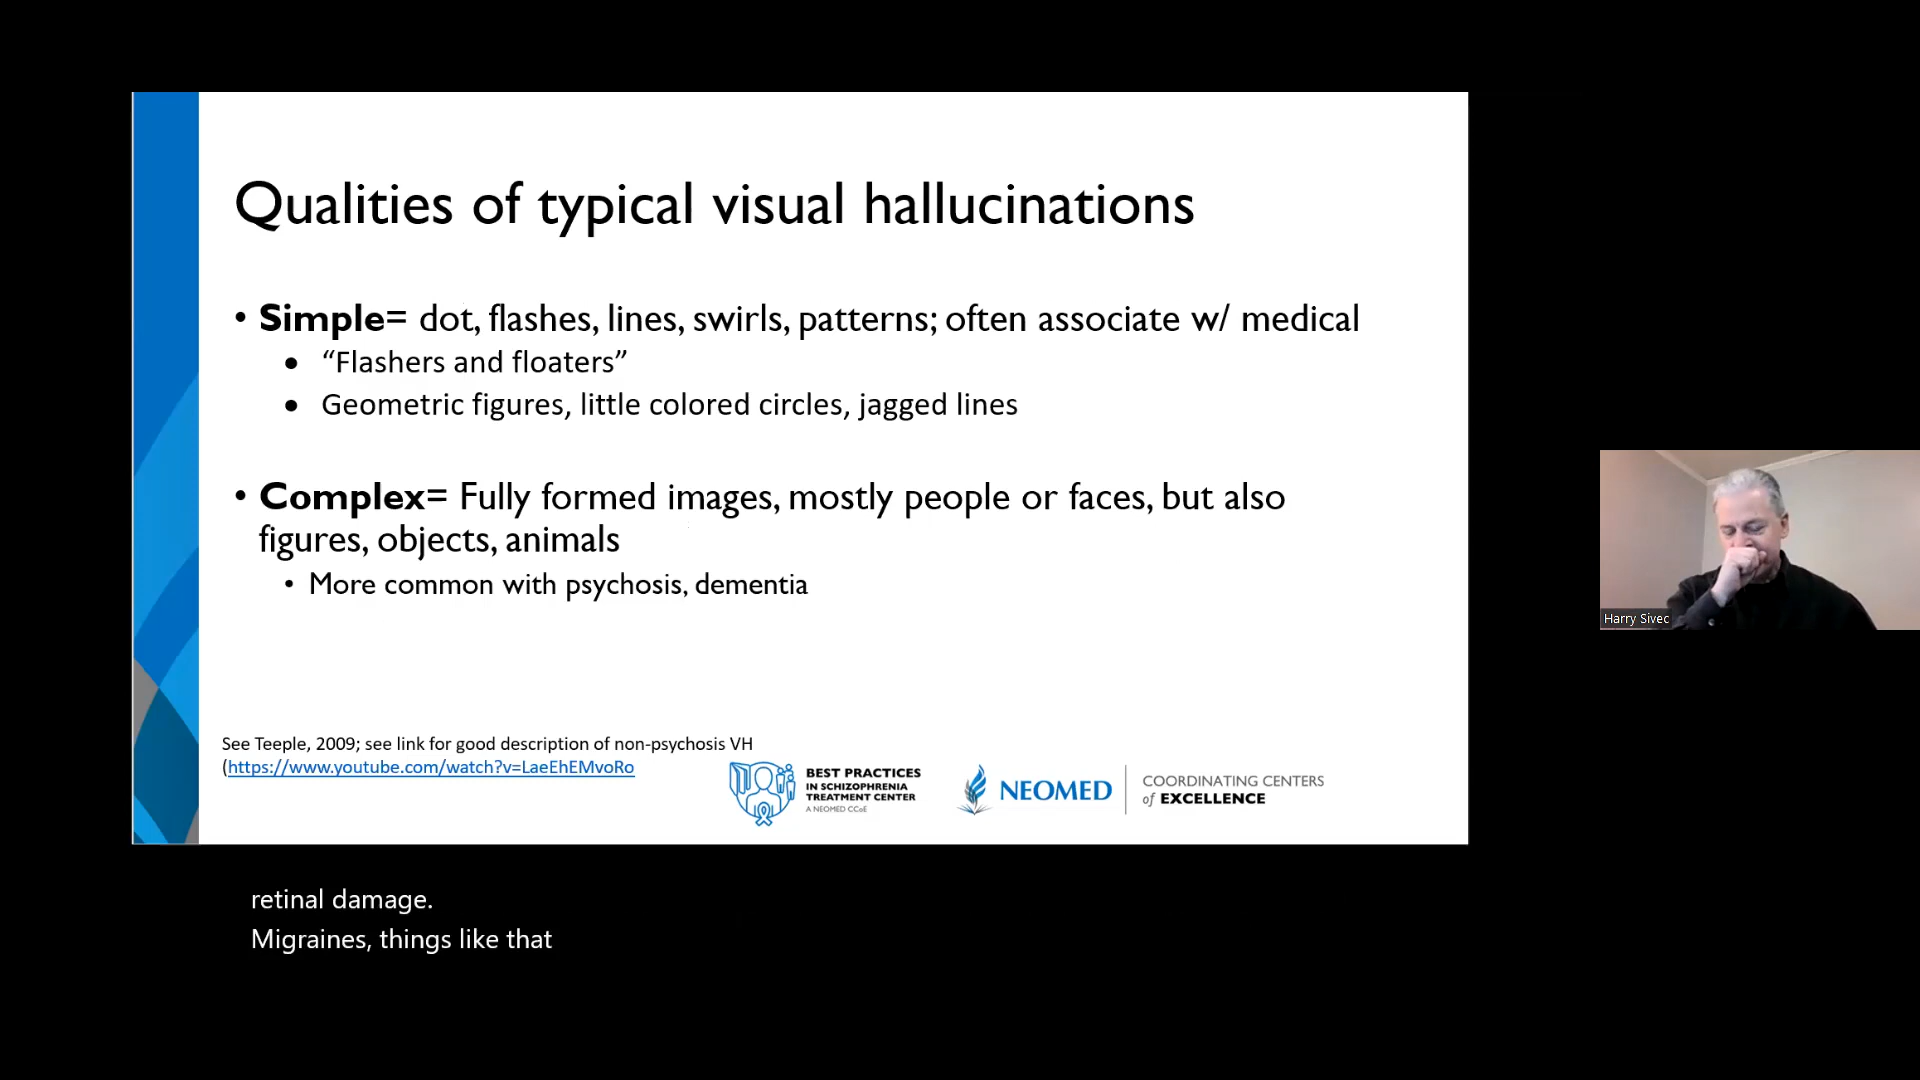 Qualities of typical visual hallucinations
• Simple= dot, flashes, lines, swirls, patterns; often associate w/ medical
• “Flashers and floaters”
• Geometric figures, little colored circles, jagged lines
• Complex= Fully formed images, mostly people or faces, but also
figures, objects, animals
• More common with psychosis, dementia
See Teeple, 2009; see link for good description of non-psychosis VH
(https://www.youtube.com/watch?v=LaeEhEMvoRo
BEST PRACTICES
IN SCHIZOPHRENIA
TREATMENT CENTER
A NEOMED CCoE
NEOMED
COORDINATING CENTERS
of EXCELLENCE
Harry Sivec
retinal damage.
Migraines, things like that